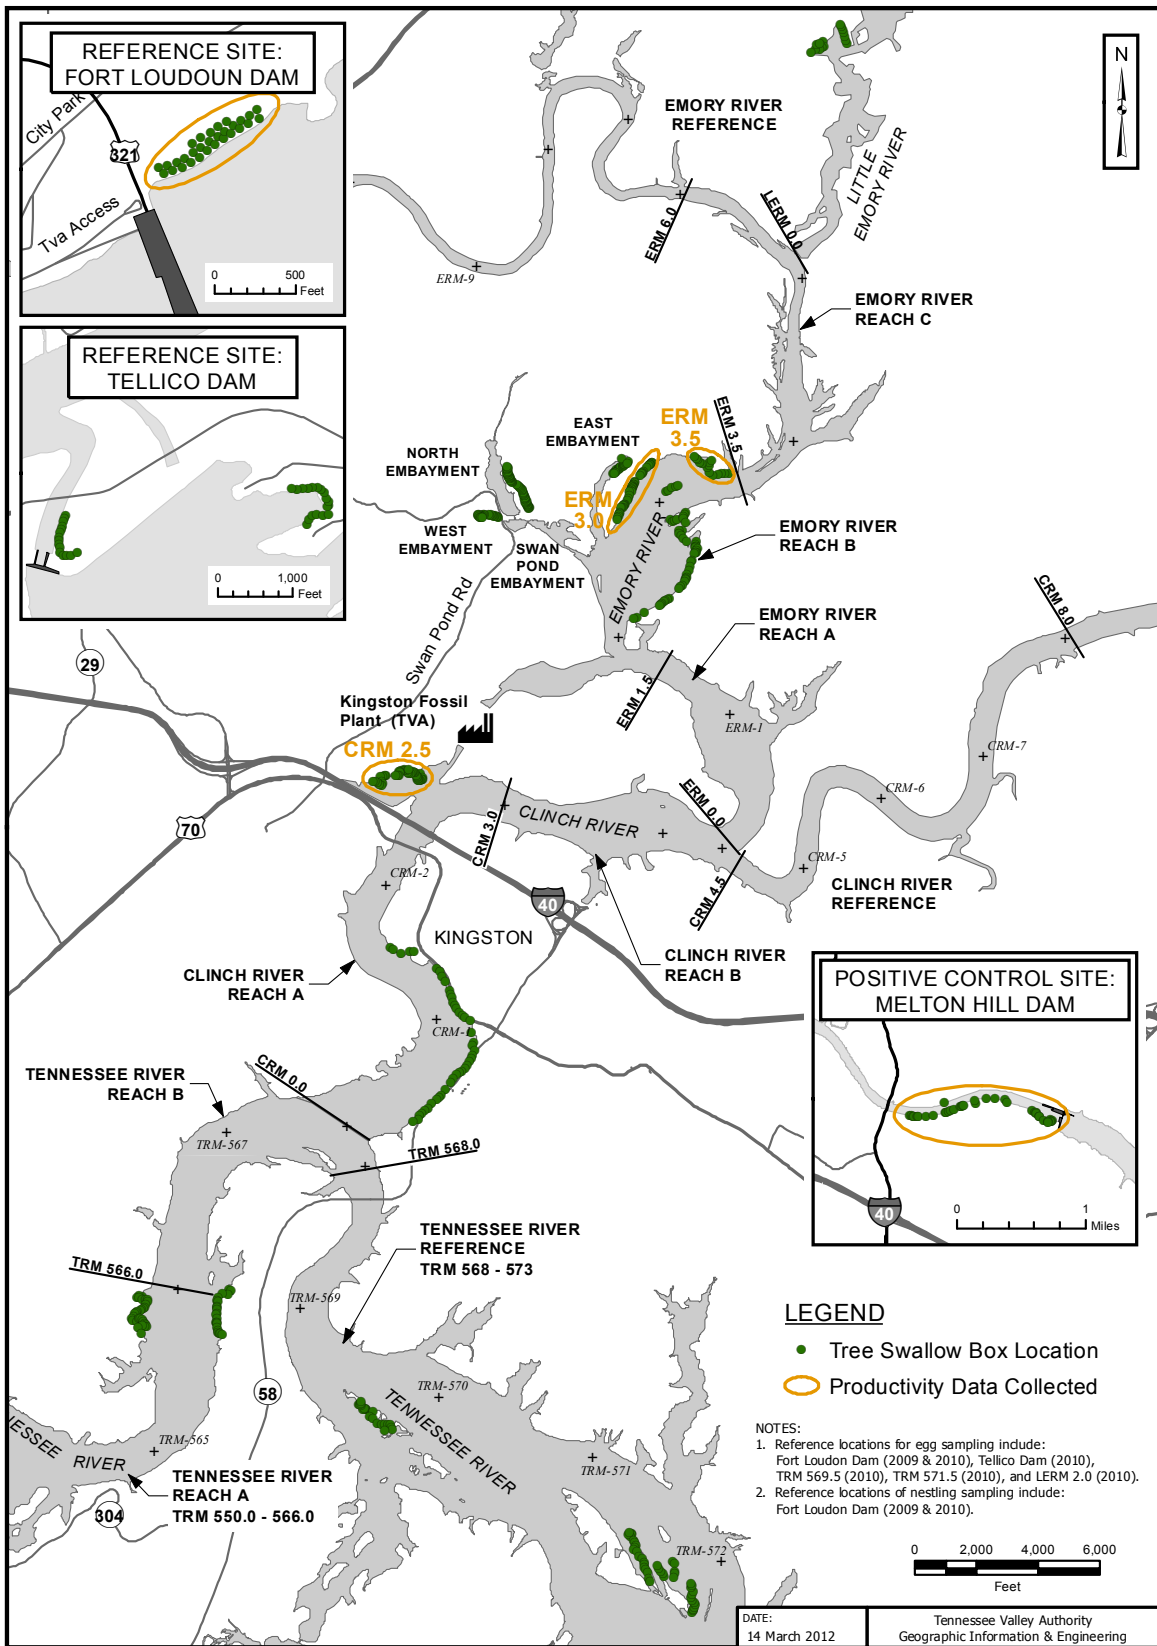 REFERENCE SITE:
FORT LOUDOUN DAM
City Park
321
Tva Access
0 500
Feet
REFERENCE SITE:
TELLICO DAM
0 1,000
Feet
N
EMORY RIVER
REFERENCE
LITTLE
EMORY RIVER
ERM 6.0
LERM 0.0
ERM-9
EMORY RIVER
REACH C
ERM
3.5
ERM 3.5
EAST
EMBAYMENT
NORTH
EMBAYMENT
ERM
3.0
WEST
EMBAYMENT
SWAN
POND
EMBAYMENT
EMORY RIVER
EMORY RIVER
REACH B
Swan Pond Rd
EMORY RIVER
REACH A
CRM 8.0
29
ERM 1.5
Kingston Fossil
Plant (TVA)
ERM-1
CRM 2.5
CRM-7
CRM-6
70
CRM 3.0
CLINCH RIVER
ERM 0.0
CRM-5
CRM-2
CRM 4.5
CLINCH RIVER
REFERENCE
40
KINGSTON
CLINCH RIVER
REACH B
CLINCH RIVER
REACH A
CRM-1
POSITIVE CONTROL SITE:
MELTON HILL DAM
40
0 1
Miles
TENNESSEE RIVER
REACH B
CRM 0.0
TRM-567
TRM 568.0
TENNESSEE RIVER
REFERENCE
TRM 568 - 573
TRM 566.0
TRM-569
58
TRM-570
TENNESSEE RIVER
TRM-571
TRM-572
NESSEE RIVER
TRM-565
TENNESSEE RIVER
REACH A
TRM 550.0 - 566.0
304
LEGEND
Tree Swallow Box Location
Productivity Data Collected
NOTES:
1. Reference locations for egg sampling include:
Fort Loudon Dam (2009 & 2010), Tellico Dam (2010),
TRM 569.5 (2010), TRM 571.5 (2010), and LERM 2.0 (2010).
2. Reference locations of nestling sampling include:
Fort Loudon Dam (2009 & 2010).
0 2,000 4,000 6,000
Feet
DATE:
14 March 2012
Tennessee Valley Authority
Geographic Information & Engineering